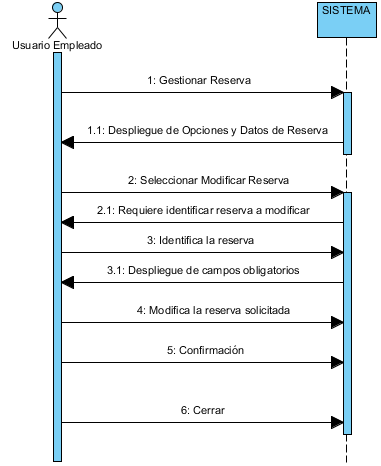 SISTEMA
Usuario Empleado
1: Gestionar Reserva
1.1: Despliegue de Opciones y Datos de Reserva
2: Seleccionar Modificar Reserva
2.1: Requiere identificar reserva a modificar
3: Identifica la reserva
3.1: Despliegue de campos obligatorios
4: Modifica la reserva solicitada
5: Confirmación
6: Cerrar